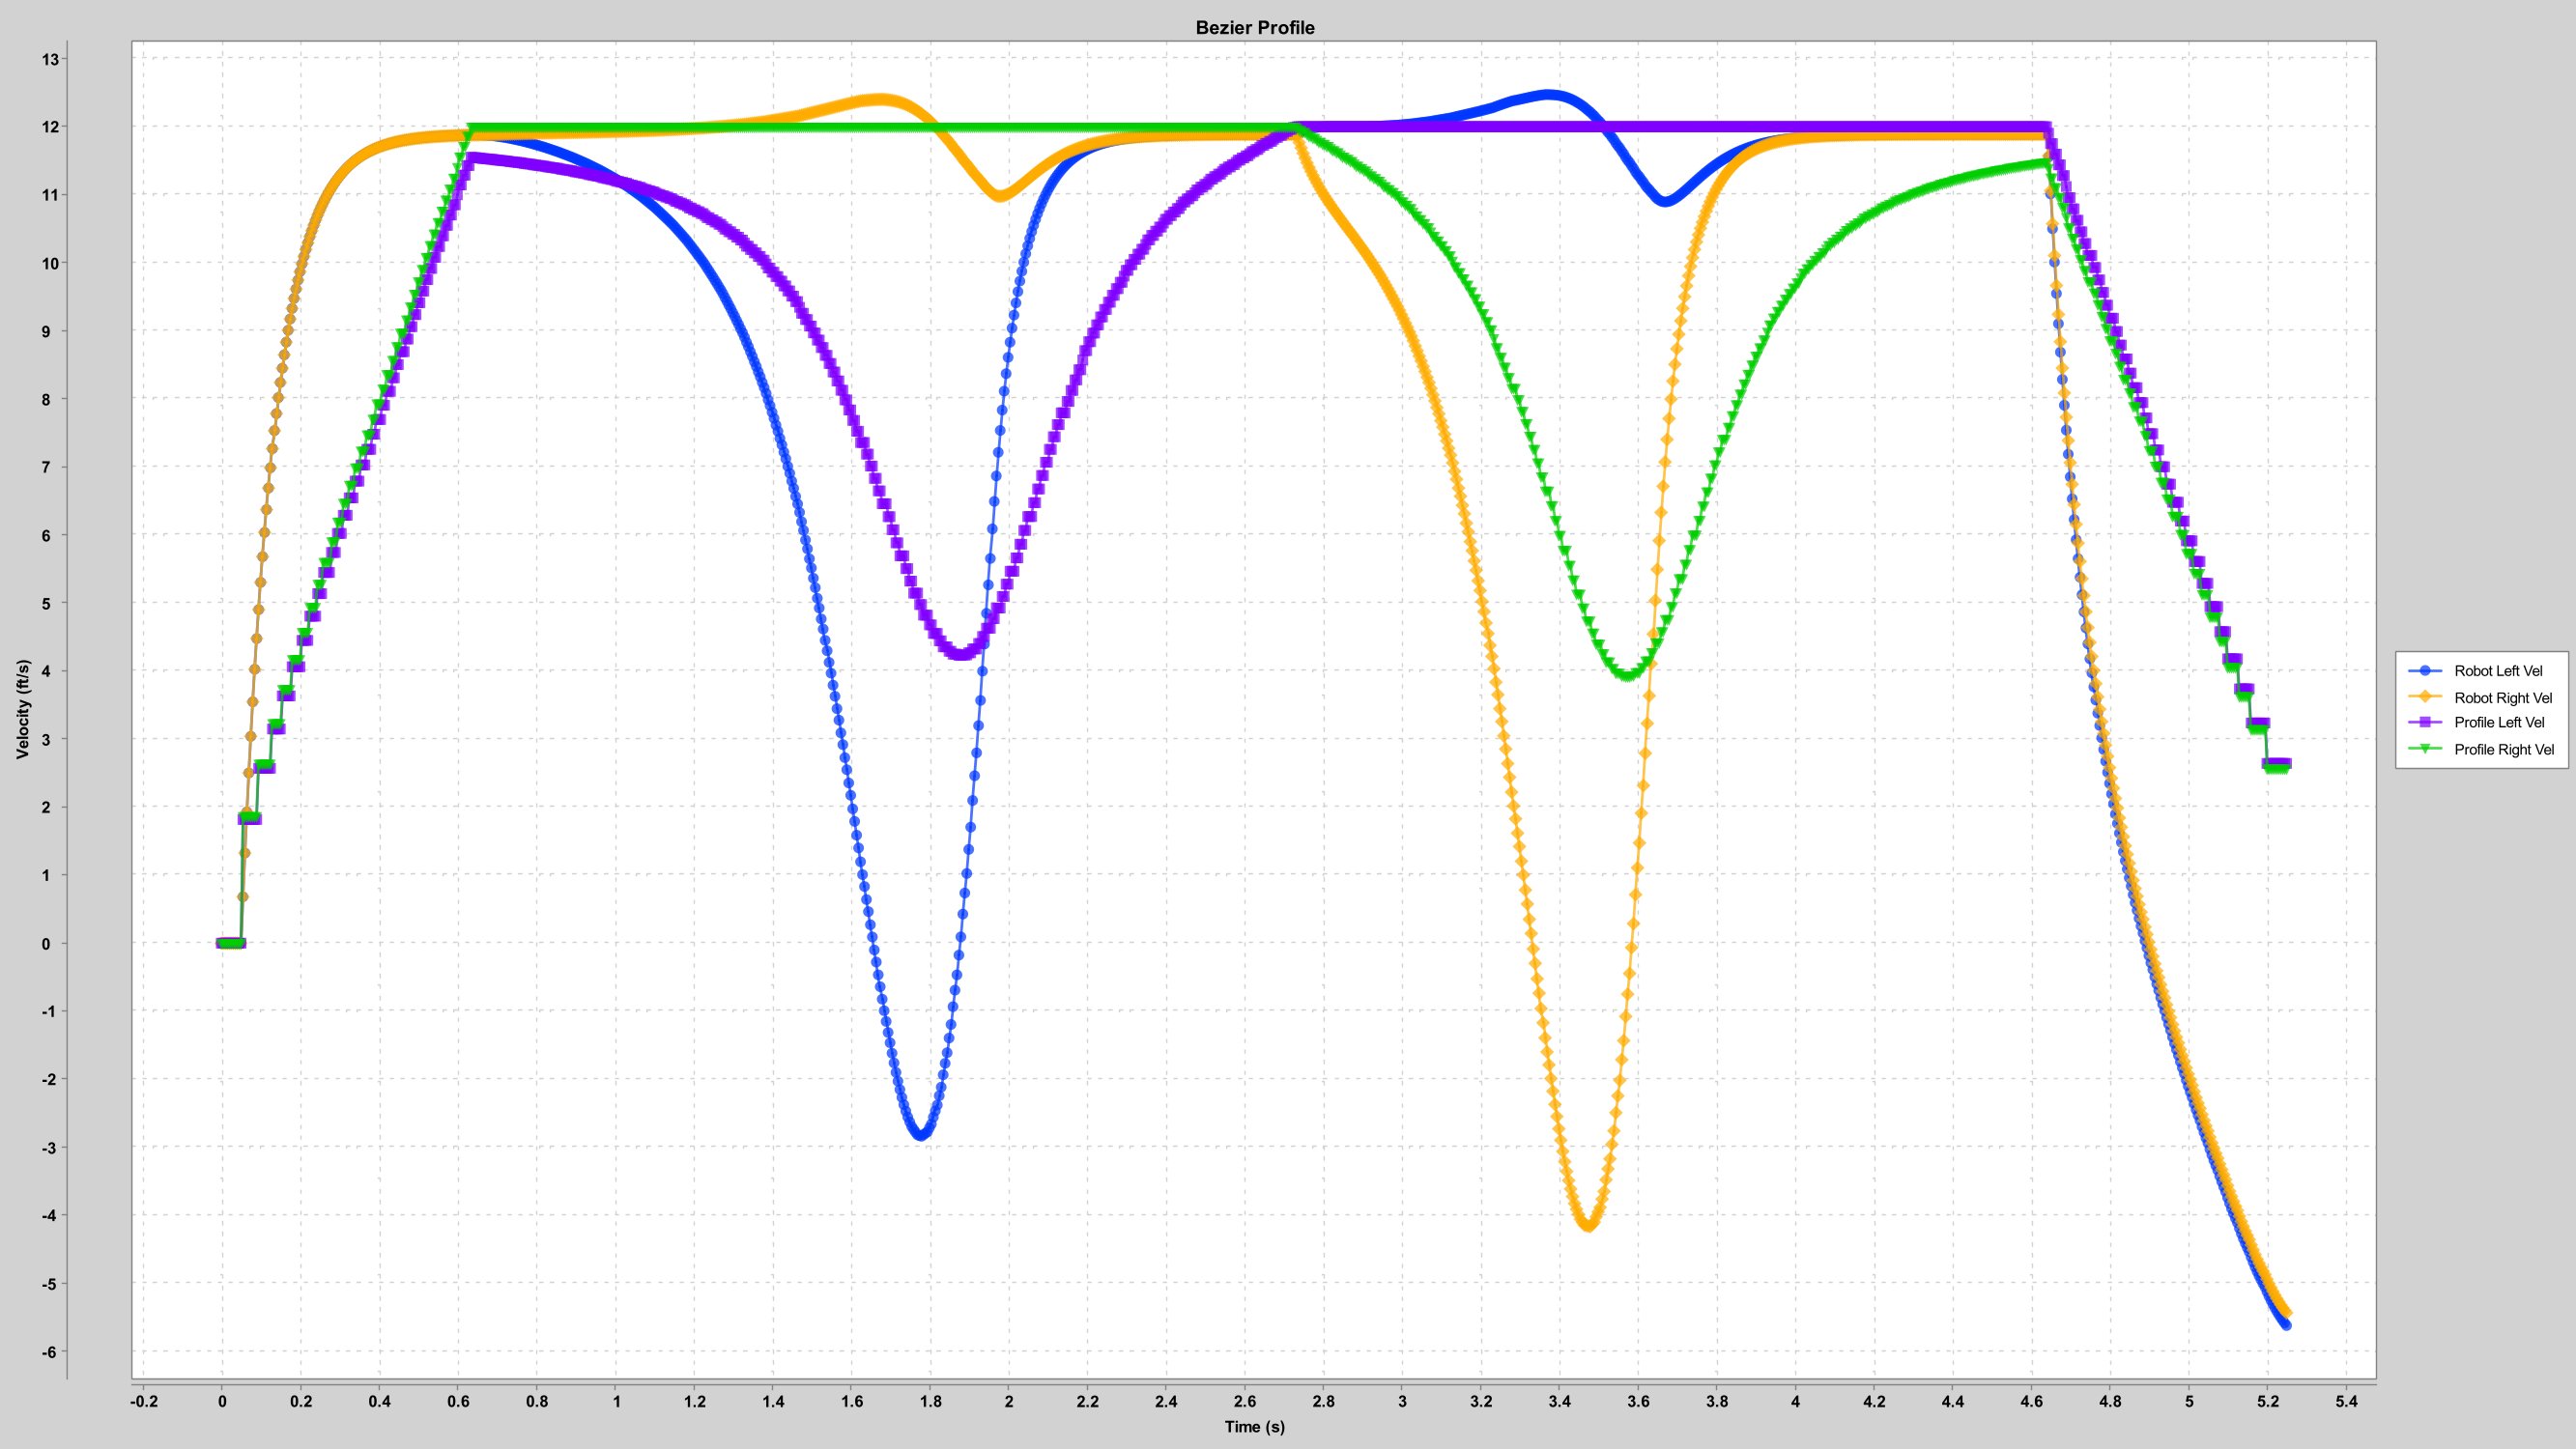 Bezier Profile
13
12
11
10
9
8
7
6
5
4
3
2
1
0
-1
-2
-3
-4
-5
-6
Velocity (ft/s)
-0.2 0 0.2 0.4 0.6 0.8 1 1.2 1.4 1.6 1.8 2 2.2 2.4 2.6 2.8 3 3.2 3.4 3.6 3.8 4 4.2 4.4 4.6 4.8 5 5.2 5.4
Time (s)
Robot Left Vel
Robot Right Vel
Profile Left Vel
Profile Right Vel